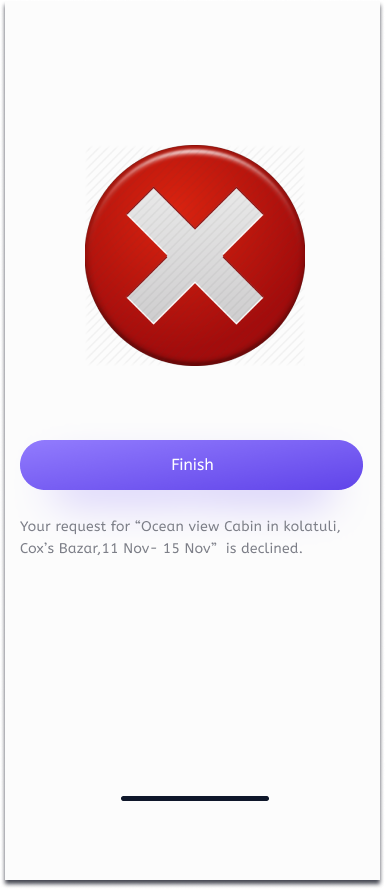 Finish
Your request for “Ocean view Cabin in kolatuli,
Cox’s Bazar,11 Nov- 15 Nov”  is declined.